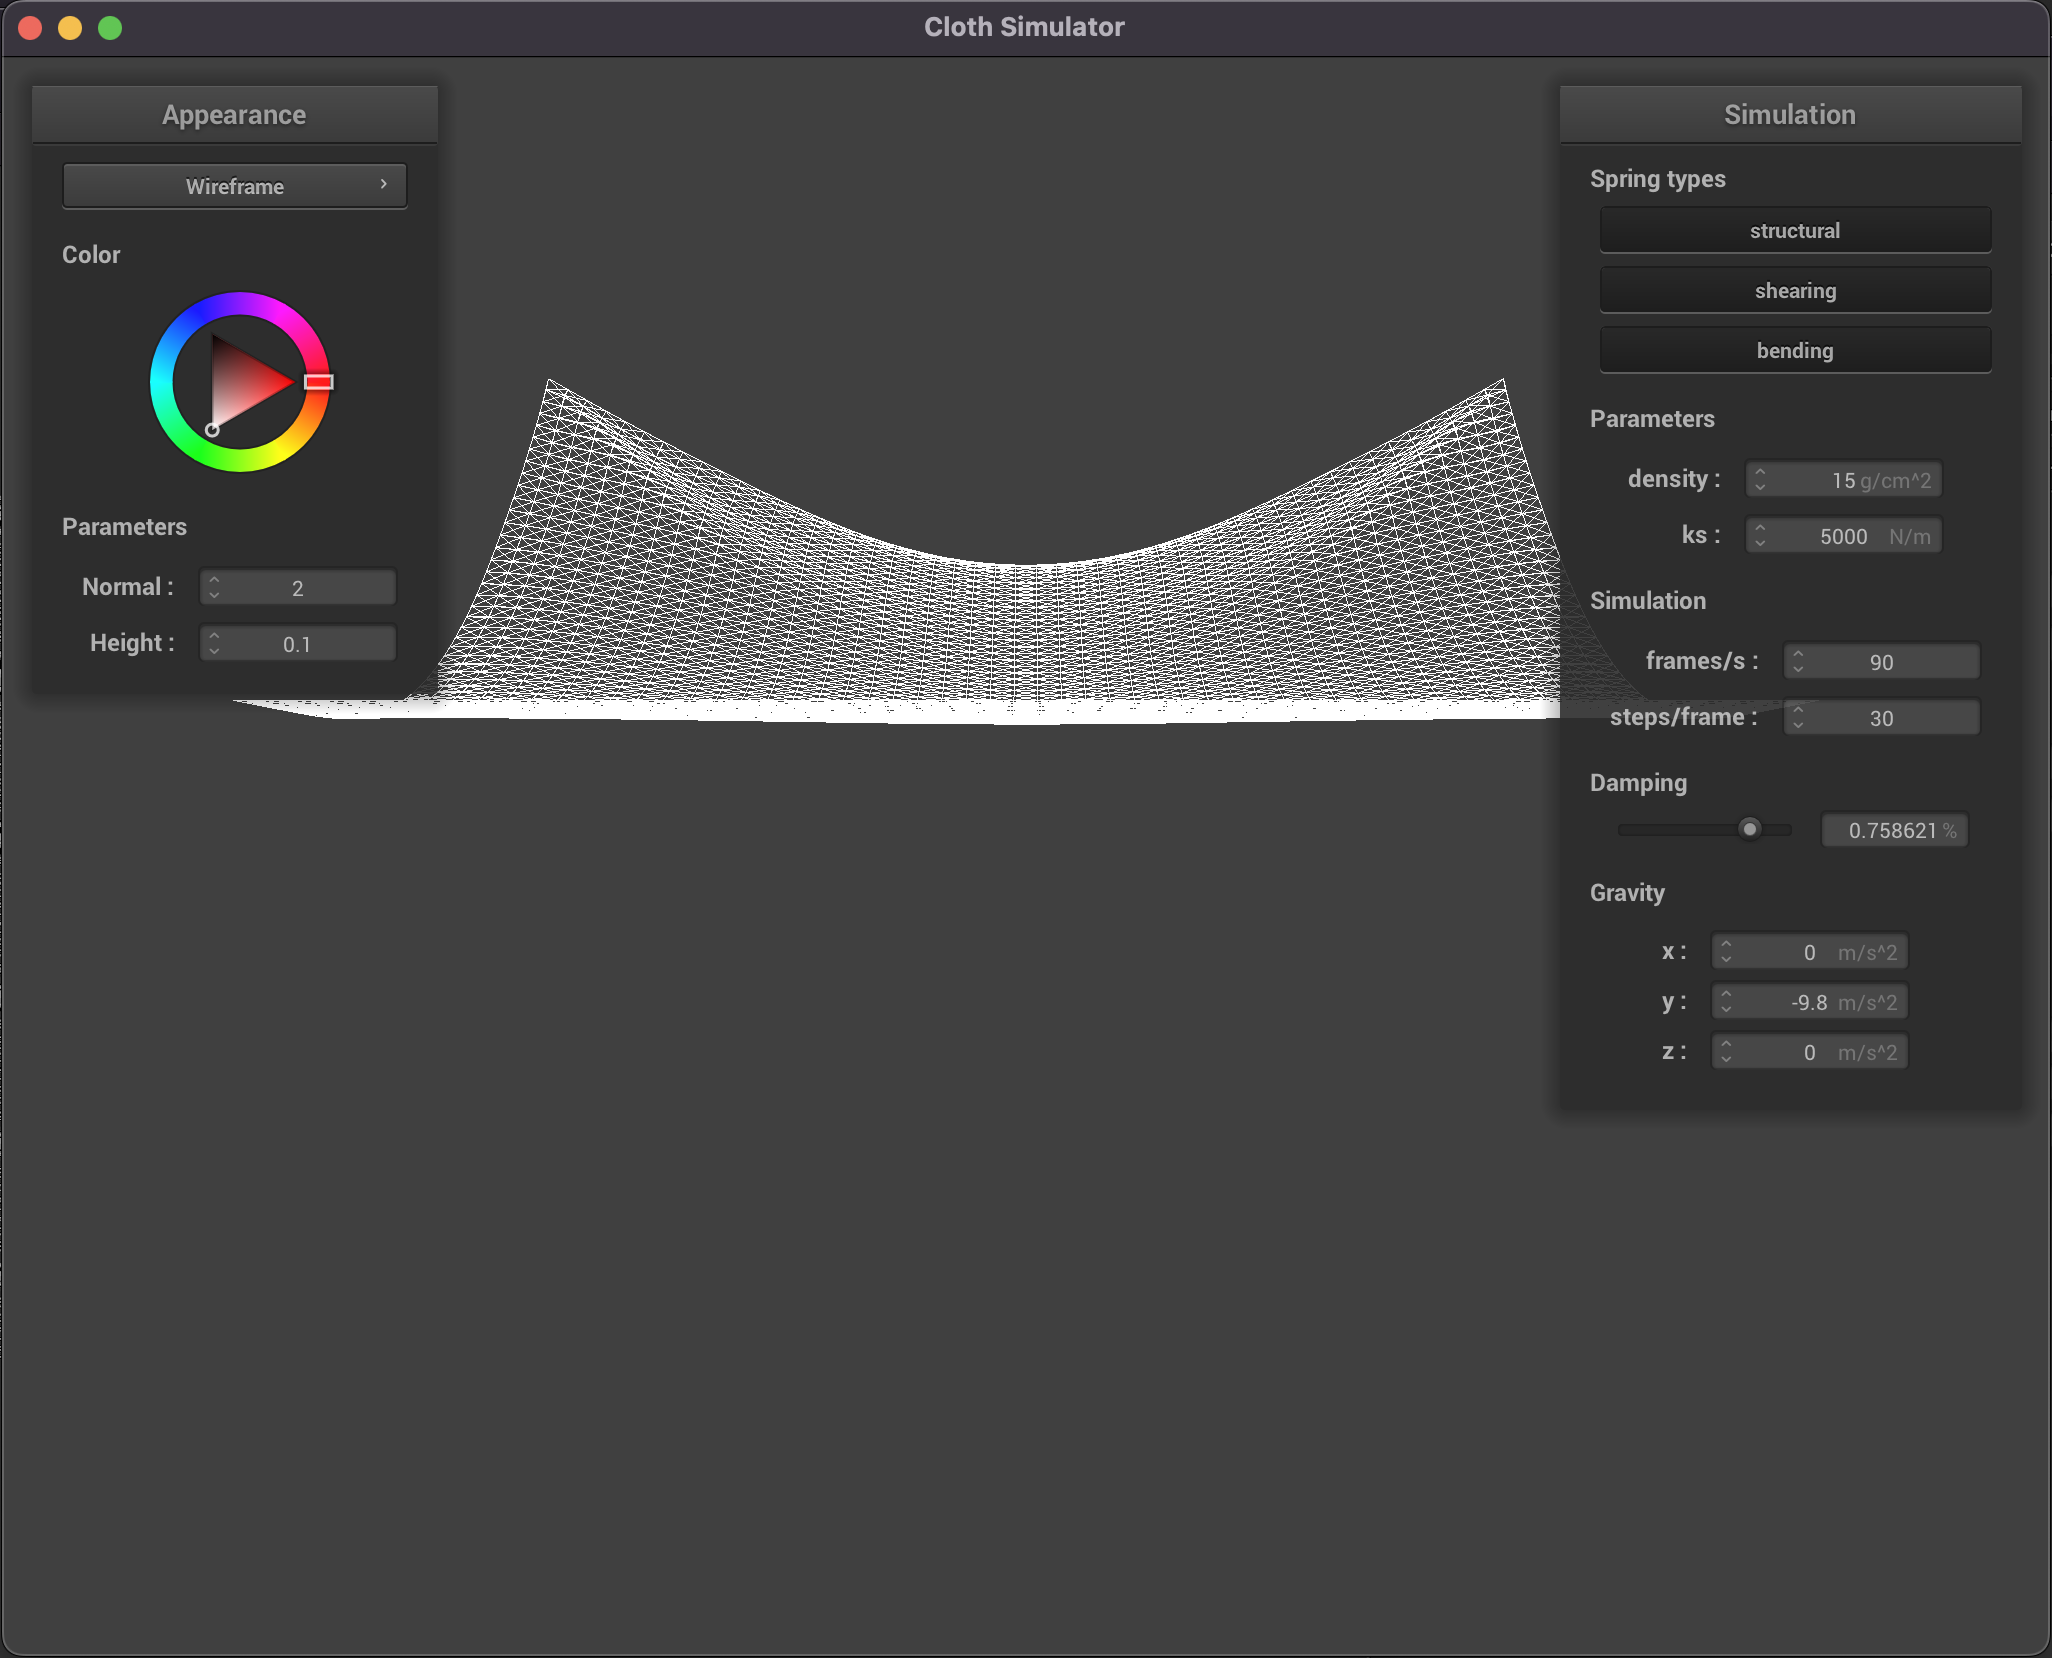 Cloth Simulator
Appearance
Wireframe
Color
Parameters
Normal : 2
Height : 0.1
Simulation
Spring types
structural
shearing
bending
Parameters
density : 15 g/cm^2
ks : 5000 N/m
Simulation
frames/s : 90
steps/frame : 30
Damping
0.758621 %
Gravity
x : 0 m/s^2
y : -9.8 m/s^2
z : 0 m/s^2